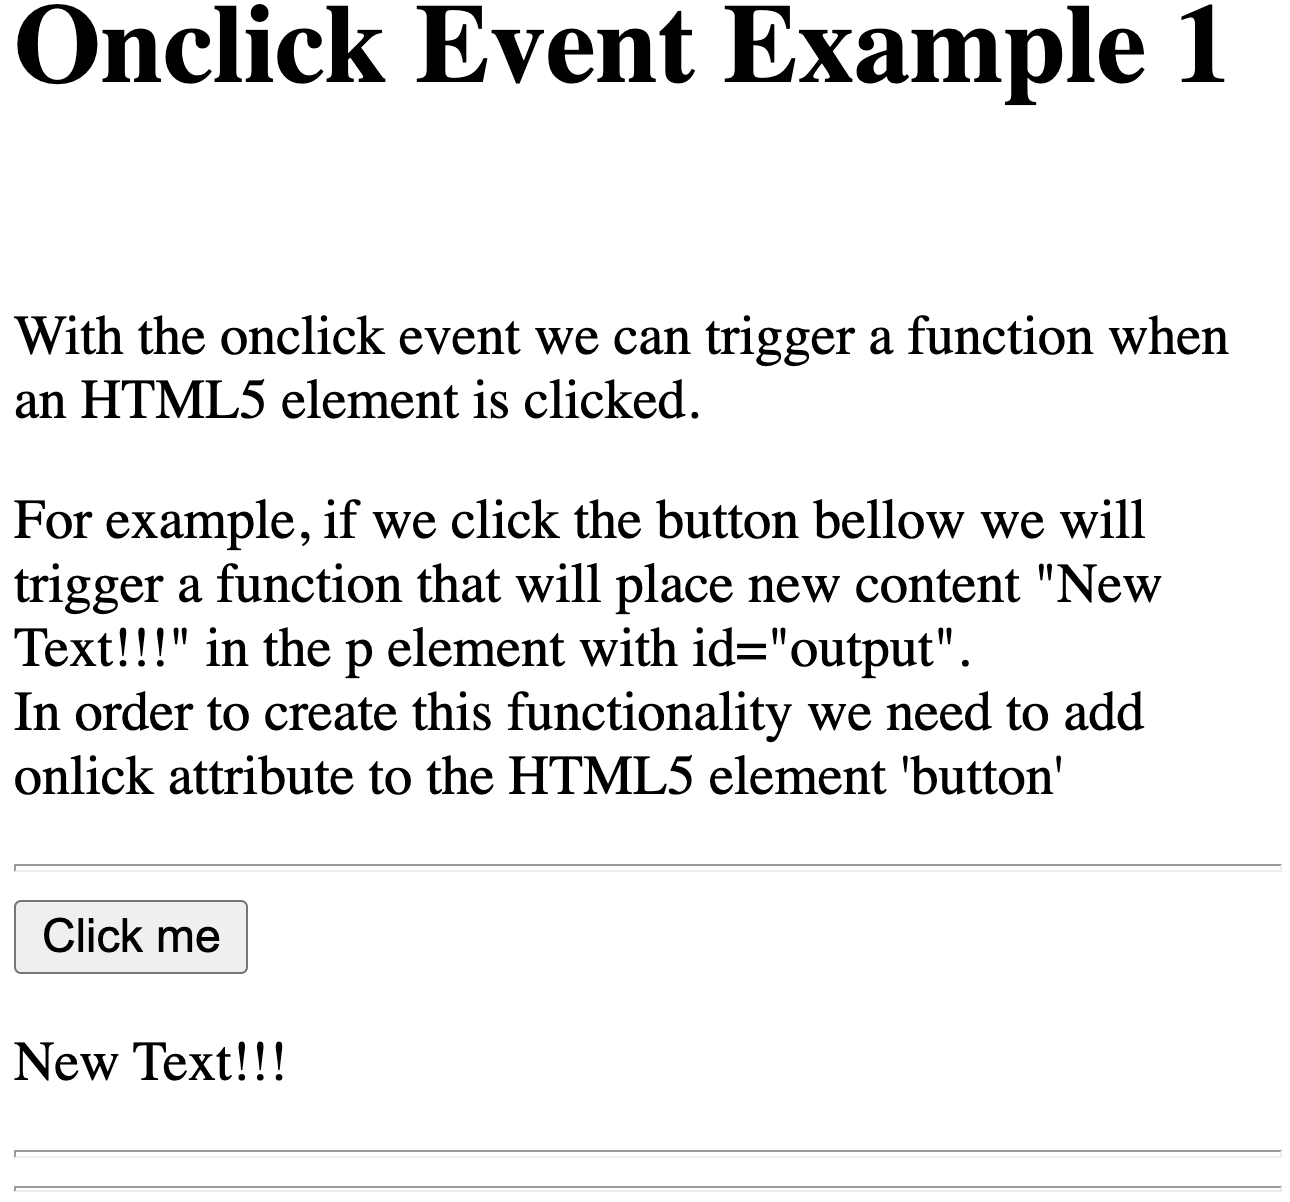 Onclick Event Example 1
With the onclick event we can trigger a function when
an HTML5 element is clicked.
For example, if we click the button bellow we will
trigger a function that will place new content "New
Text!!!" in the p element with id="output".
In order to create this functionality we need to add
onlick attribute to the HTML5 element 'button'
Click me
New Text!!!